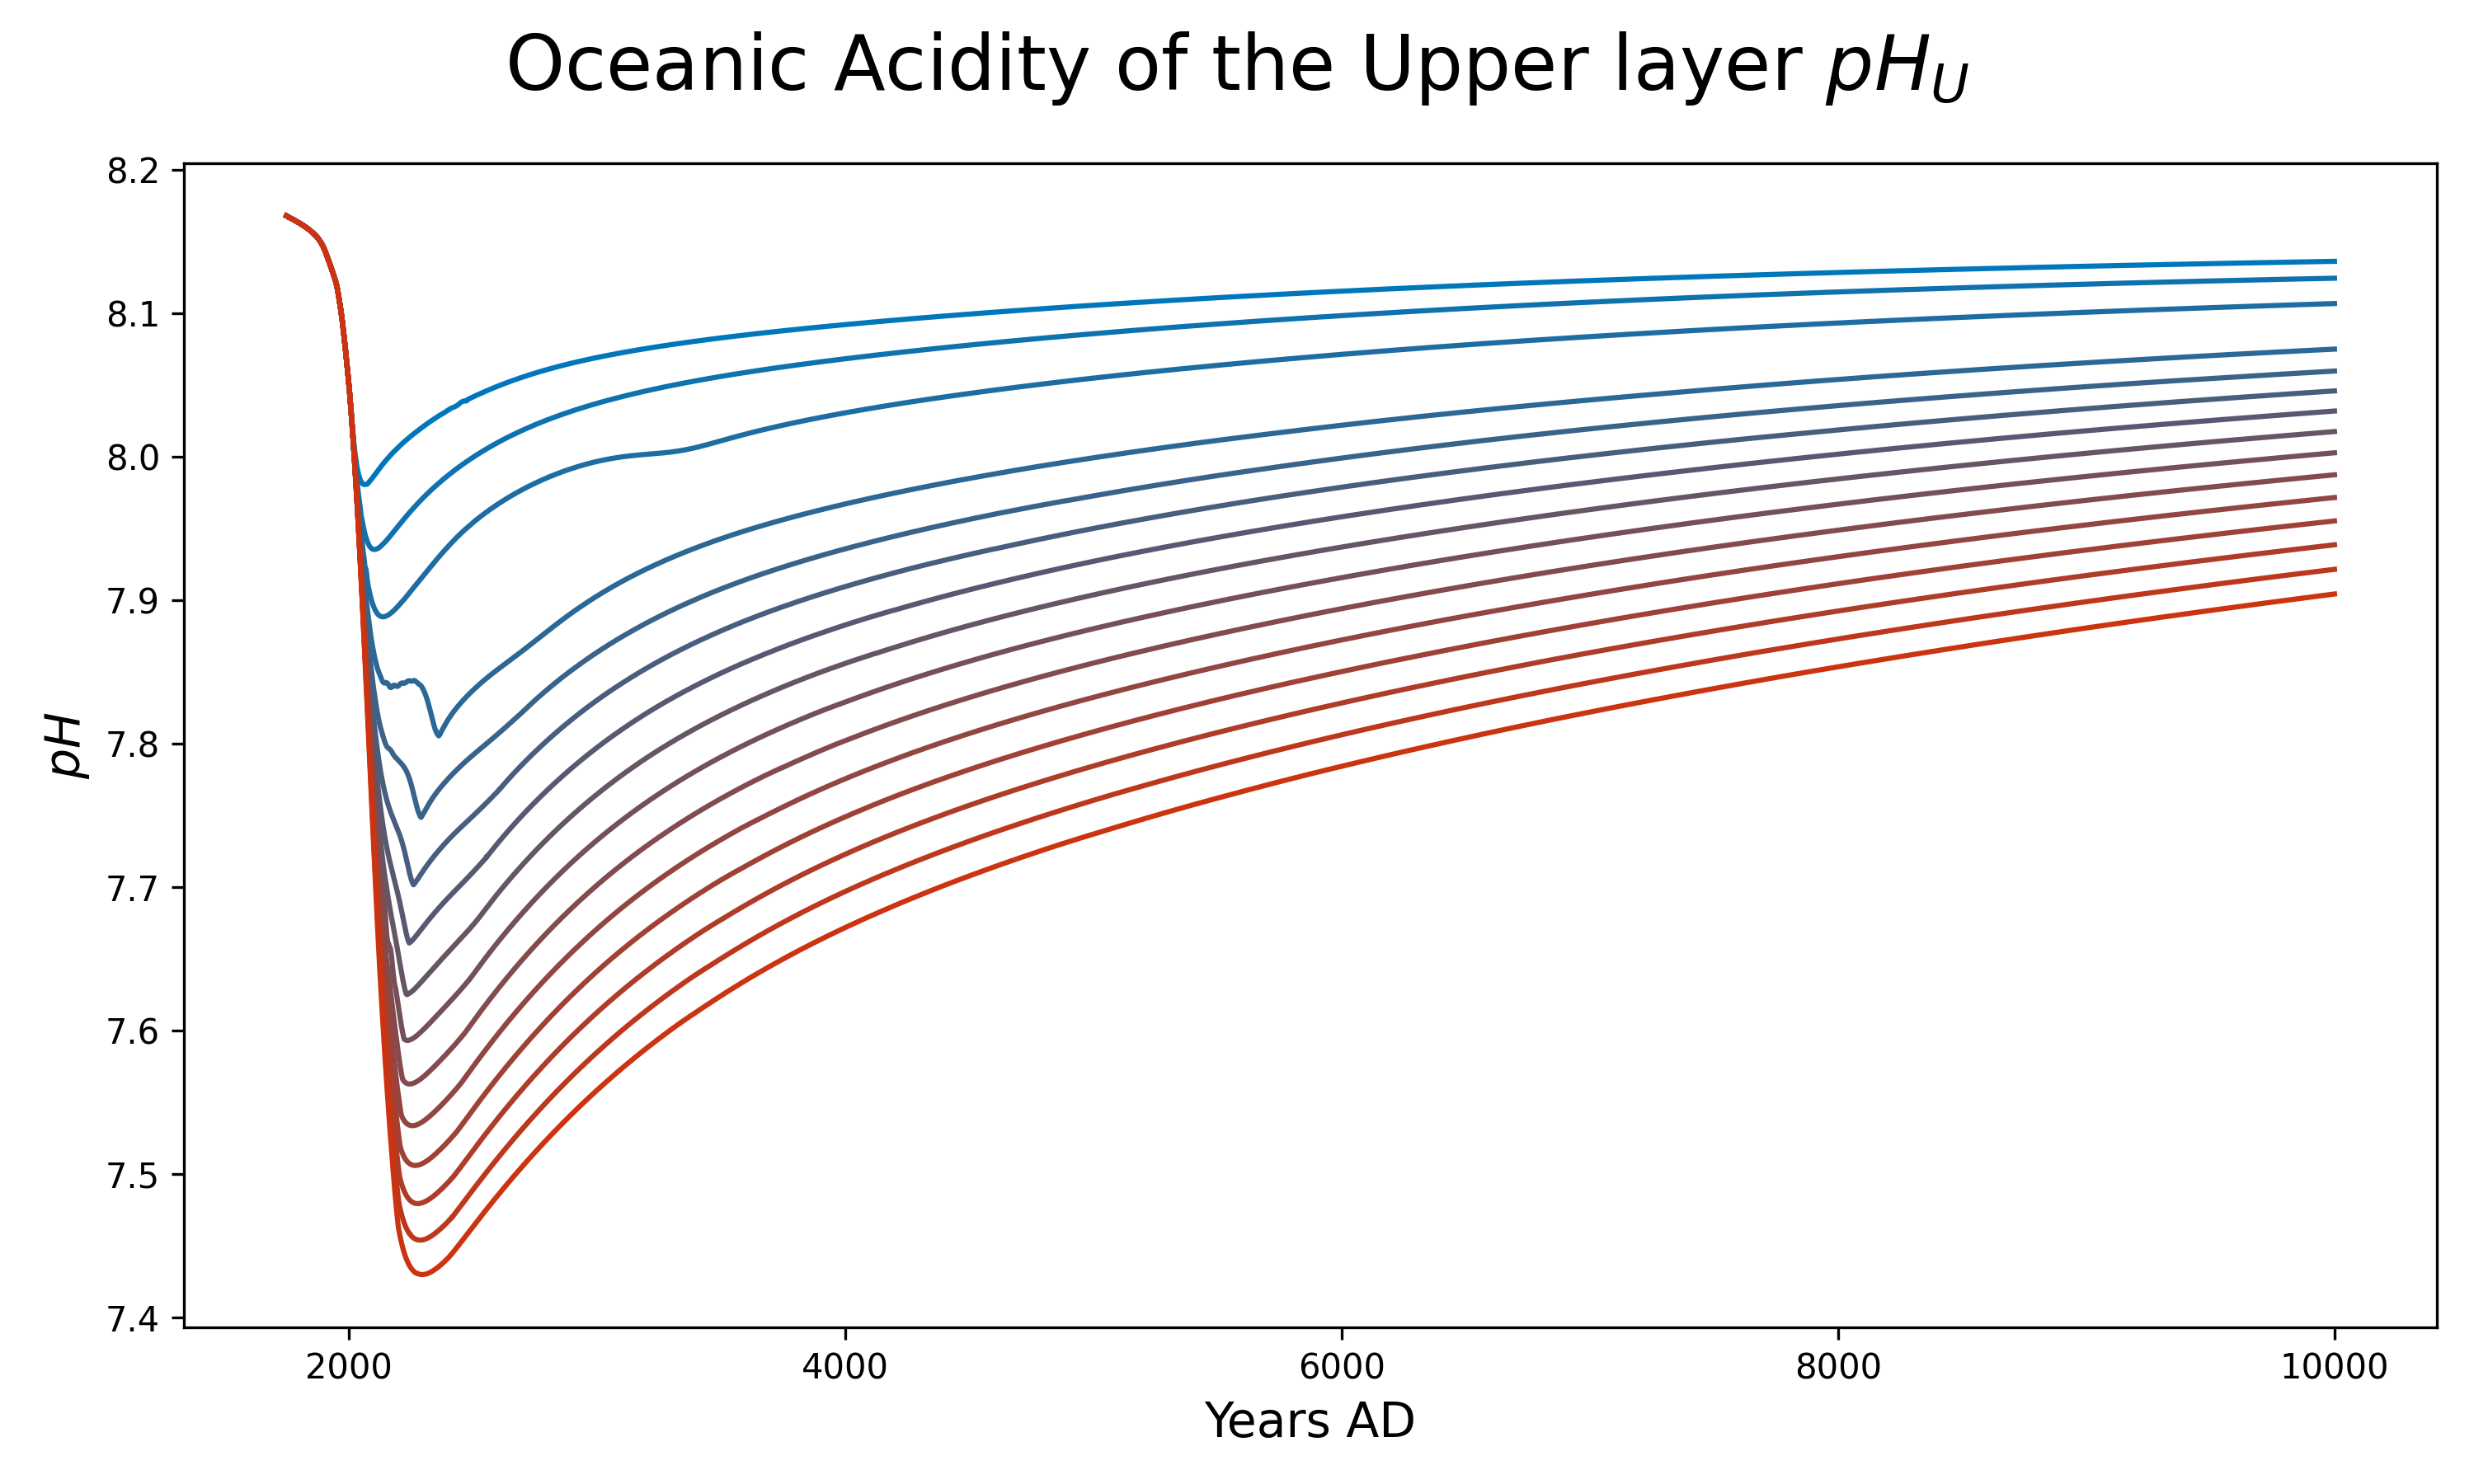 Oceanic Acidity of the Upper layer pH_U
8.2
8.1
8.0
7.9
7.8
7.7
7.6
7.5
7.4
pH
2000 4000 6000 8000 10000
Years AD